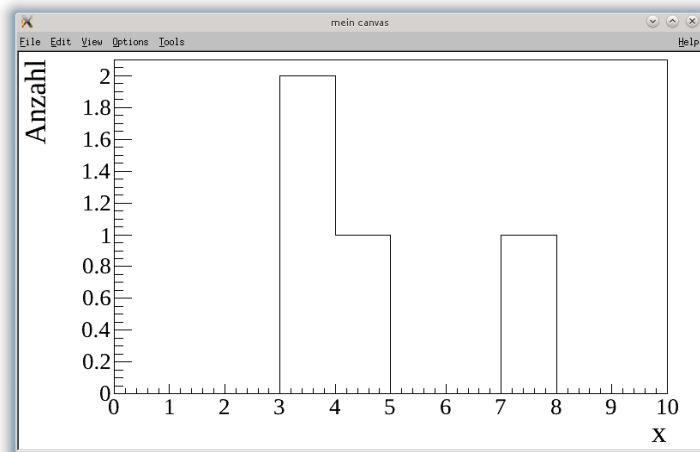 mein canvas
File Edit View Options Tools Help
Anzahl
2
1.8
1.6
1.4
1.2
1
0.8
0.6
0.4
0.2
0
0 1 2 3 4 5 6 7 8 9 10
x